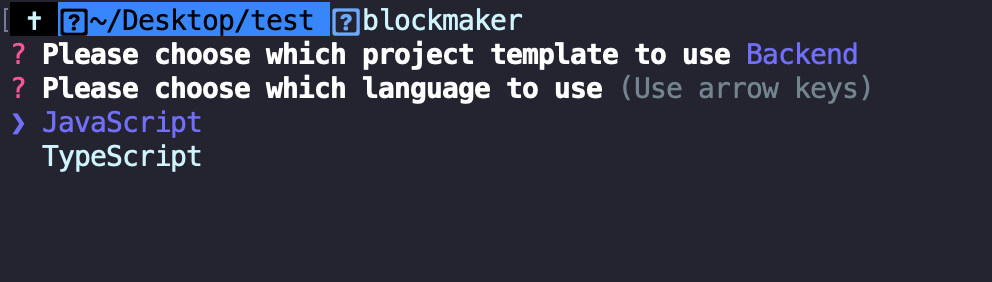 [ † ?~/Desktop/test ?blockmaker
? Please choose which project template to use Backend
? Please choose which language to use (Use arrow keys)
❯ JavaScript
TypeScript